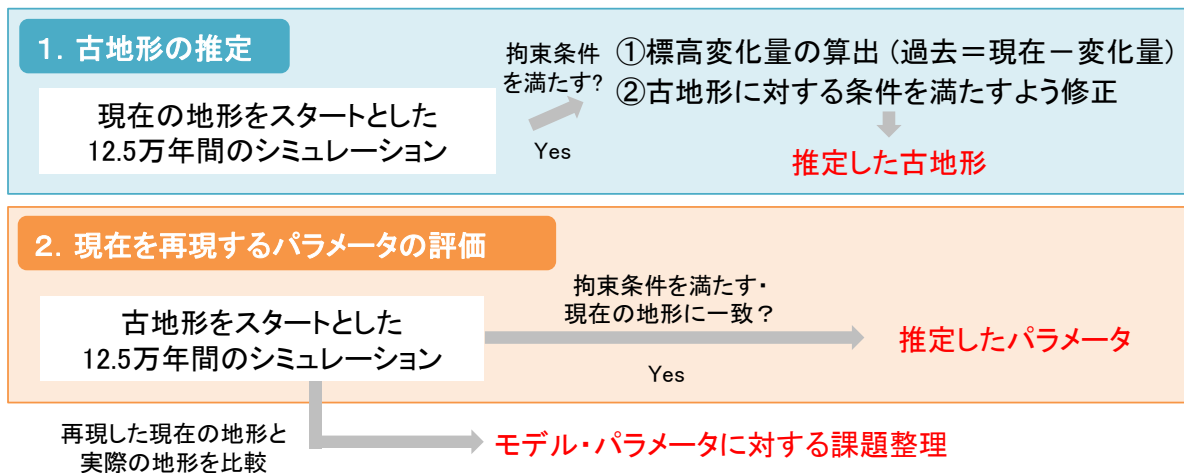 1. 古地形の推定
現在の地形をスタートとした
12.5万年間のシミュレーション
拘束条件
を満たす?
Yes
①標高変化量の算出（過去＝現在－変化量）
②古地形に対する条件を満たすよう修正
推定した古地形
2. 現在を再現するパラメータの評価
古地形をスタートとした
12.5万年間のシミュレーション
拘束条件を満たす・
現在の地形に一致？
Yes
推定したパラメータ
再現した現在の地形と
実際の地形を比較
モデル・パラメータに対する課題整理